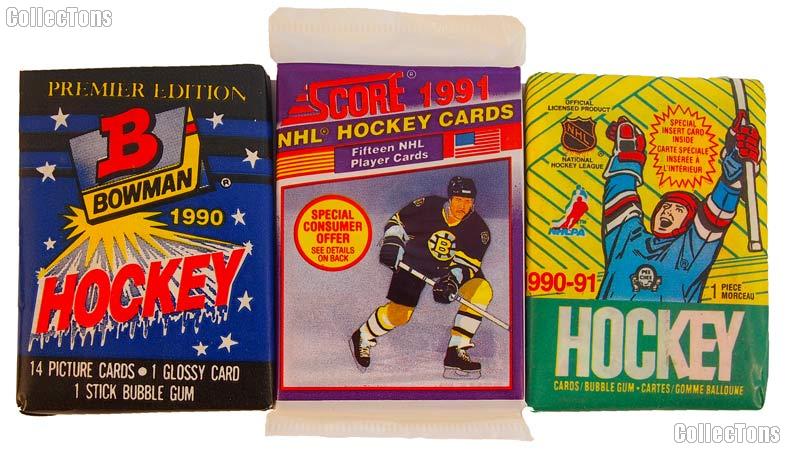 CollecTons
PREMIER EDITION
B
BOWMAN®
1990
HOCKEY
14 PICTURE CARDS • 1 GLOSSY CARD
1 STICK BUBBLE GUM
SCORE® 1991
NHL® HOCKEY CARDS
Fifteen NHL
Player Cards
SPECIAL
CONSUMER
OFFER
SEE DETAILS
ON BACK
B
OFFICIAL
LICENSED PRODUCT
NHL
NATIONAL
HOCKEY LEAGUE
NHLPA
SPECIAL
INSERT CARD
INSIDE
CARTE SPÉCIALE
INSÉRÉE À
L'INTÉRIEUR
990-91
1 PIECE
MORCEAU
HOCKEY
CARDS/BUBBLE GUM • CARTES/GOMME BALLOUNE
CollecTons